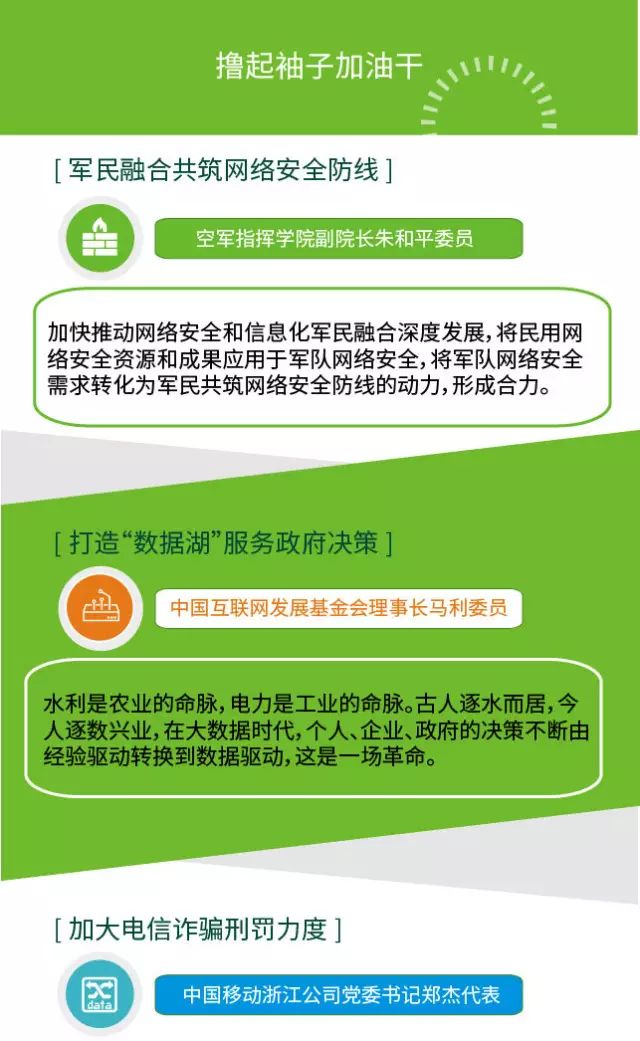 撸起袖子加油干
[ 军民融合共筑网络安全防线 ]
空军指挥学院副院长朱和平委员
加快推动网络安全和信息化军民融合深度发展，将民用网
络安全资源和成果应用于军队网络安全，将军队网络安全
需求转化为军民共筑网络安全防线的动力，形成合力。
[ 打造“数据湖”服务政府决策 ]
中国互联网发展基金会理事长马利委员
水利是农业的命脉，电力是工业的命脉。古人逐水而居，今
人逐数兴业，在大数据时代，个人、企业、政府的决策不断由
经验驱动转换到数据驱动，这是一场革命。
[ 加大电信诈骗刑罚力度 ]
data
中国移动浙江公司党委书记郑杰代表